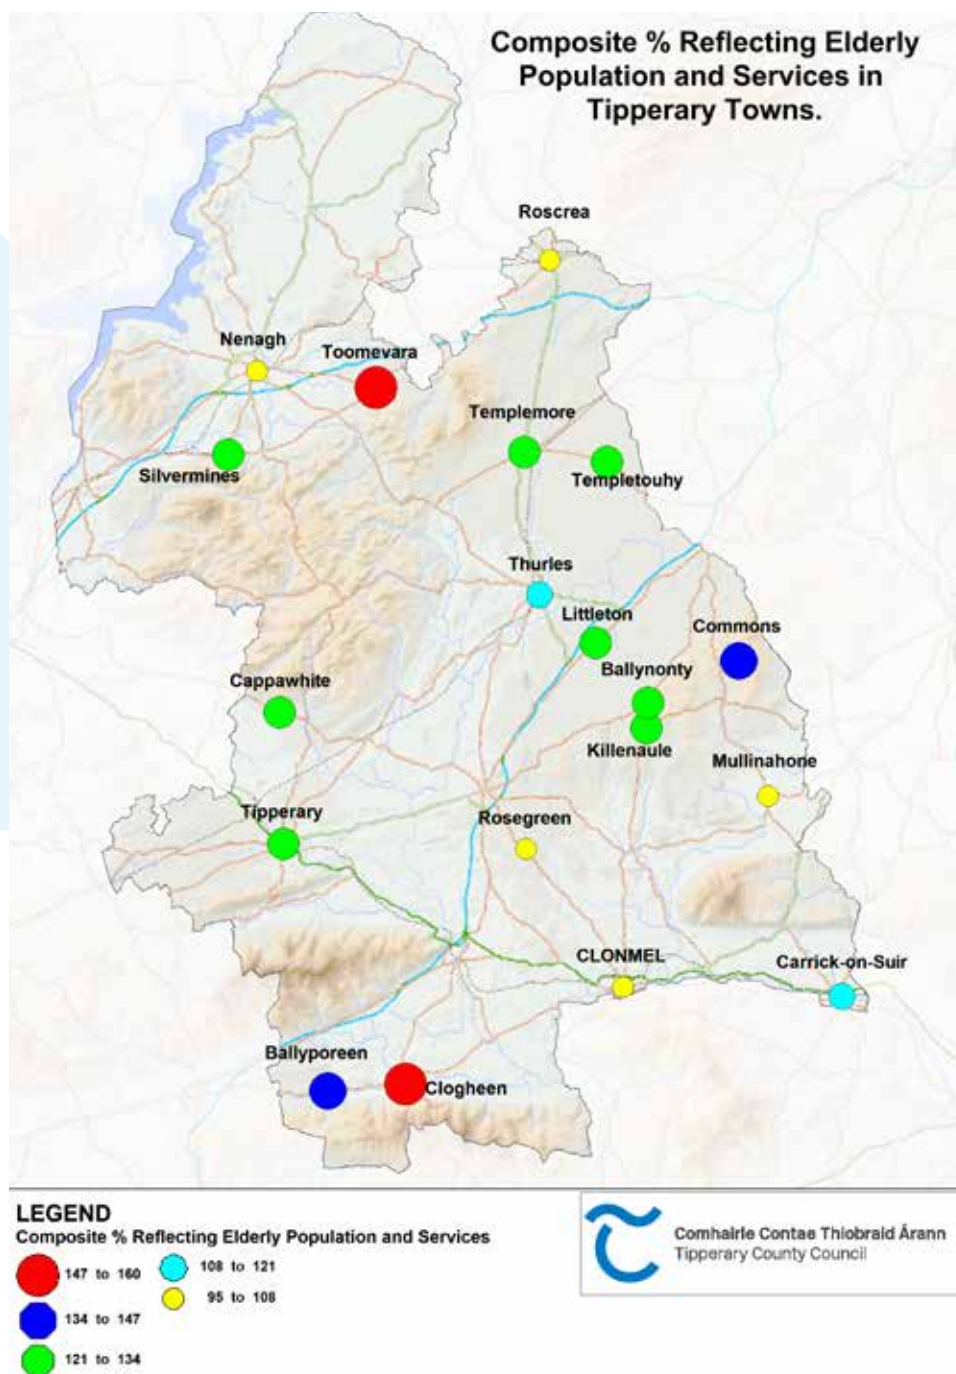 Composite % Reflecting Elderly
Population and Services in
Tipperary Towns.
Roscrea
Nenagh
Toomevara
Templemore
Silvermines
Templetouhy
Thurles
Littleton
Commons
Ballynonty
Cappawhite
Killenaule
Mullinahone
Tipperary
Rosegreen
CLONMEL
Carrick-on-Suir
Ballyporeen
Clogheen
LEGEND
Composite % Reflecting Elderly Population and Services
147 to 160
108 to 121
134 to 147
95 to 108
121 to 134
Comhairle Contae Thiobraid Árann
Tipperary County Council